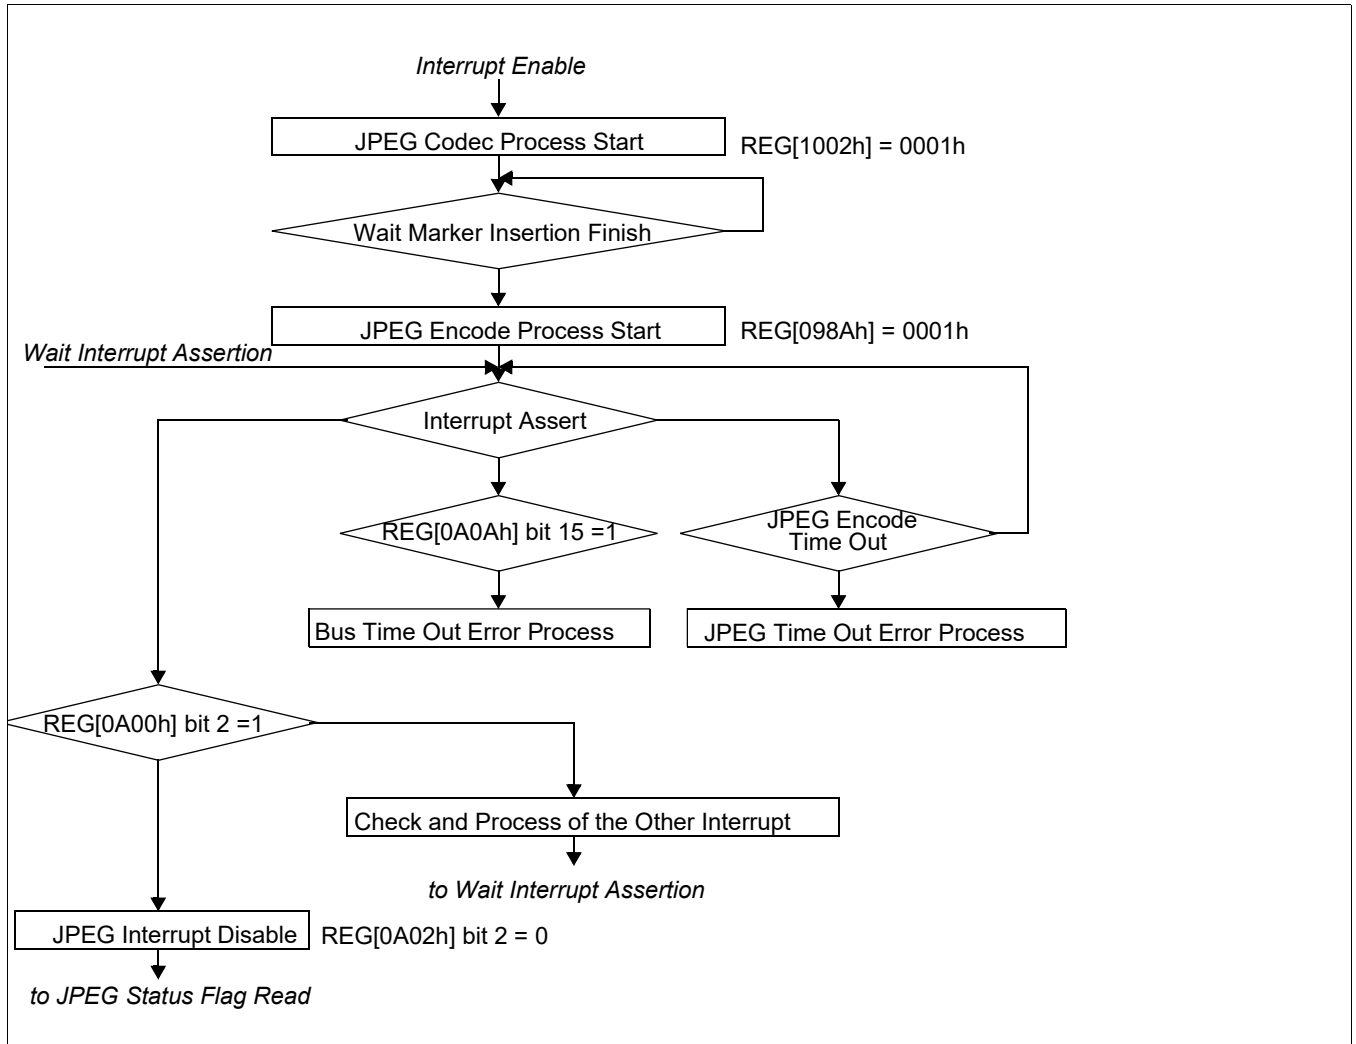 Interrupt Enable
JPEG Codec Process Start
REG[1002h] = 0001h
Wait Marker Insertion Finish
JPEG Encode Process Start
REG[098Ah] = 0001h
Wait Interrupt Assertion
Interrupt Assert
REG[0A0Ah] bit 15 =1
JPEG Encode
Time Out
Bus Time Out Error Process
JPEG Time Out Error Process
REG[0A00h] bit 2 =1
Check and Process of the Other Interrupt
to Wait Interrupt Assertion
JPEG Interrupt Disable
REG[0A02h] bit 2 = 0
to JPEG Status Flag Read